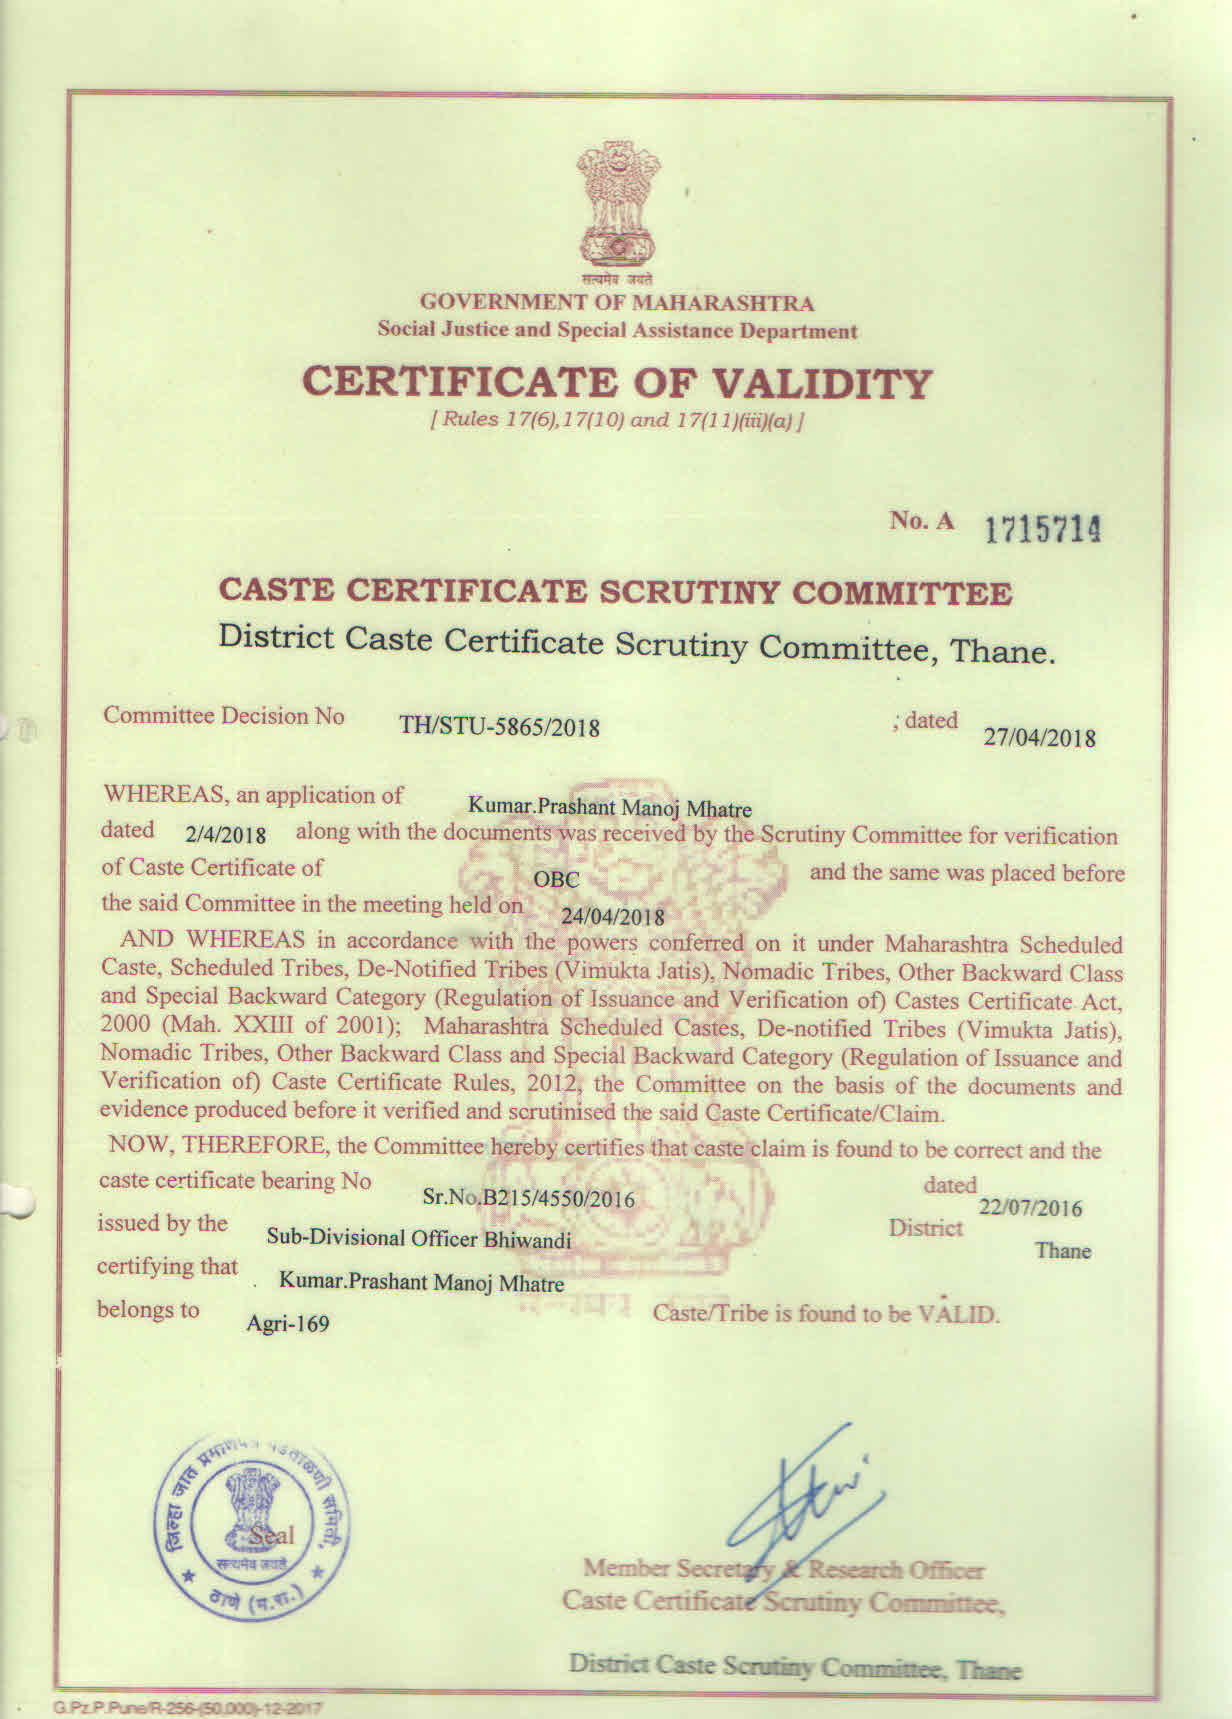 सत्यमेव जयते
GOVERNMENT OF MAHARASHTRA
Social Justice and Special Assistance Department
CERTIFICATE OF VALIDITY
[ Rules 17(6),17(10) and 17(11)(iii)(a) ]
No. A 1715714
CASTE CERTIFICATE SCRUTINY COMMITTEE
District Caste Certificate Scrutiny Committee, Thane.
Committee Decision No TH/STU-5865/2018 ; dated 27/04/2018
WHEREAS, an application of Kumar.Prashant Manoj Mhatre
dated 2/4/2018 along with the documents was received by the Scrutiny Committee for verification
of Caste Certificate of OBC and the same was placed before
the said Committee in the meeting held on 24/04/2018
AND WHEREAS in accordance with the powers conferred on it under Maharashtra Scheduled
Caste, Scheduled Tribes, De-Notified Tribes (Vimukta Jatis), Nomadic Tribes, Other Backward Class
and Special Backward Category (Regulation of Issuance and Verification of) Castes Certificate Act,
2000 (Mah. XXIII of 2001); Maharashtra Scheduled Castes, De-notified Tribes (Vimukta Jatis),
Nomadic Tribes, Other Backward Class and Special Backward Category (Regulation of Issuance and
Verification of) Caste Certificate Rules, 2012, the Committee on the basis of the documents and
evidence produced before it verified and scrutinised the said Caste Certificate/Claim.
NOW, THEREFORE, the Committee hereby certifies that caste claim is found to be correct and the
caste certificate bearing No Sr.No.B215/4550/2016 dated 22/07/2016
issued by the Sub-Divisional Officer Bhiwandi District Thane
certifying that Kumar.Prashant Manoj Mhatre
belongs to Agri-169 Caste/Tribe is found to be VALID.
जिल्हा जात प्रमाणपत्र पडताळणी समिती,
Seal
सत्यमेव जयते
ठाणे (म.रा.)
Member Secretary & Research Officer
Caste Certificate Scrutiny Committee,
District Caste Scrutiny Committee, Thane
G.Pz.P.Pune/R-256-(50,000)-12-2017